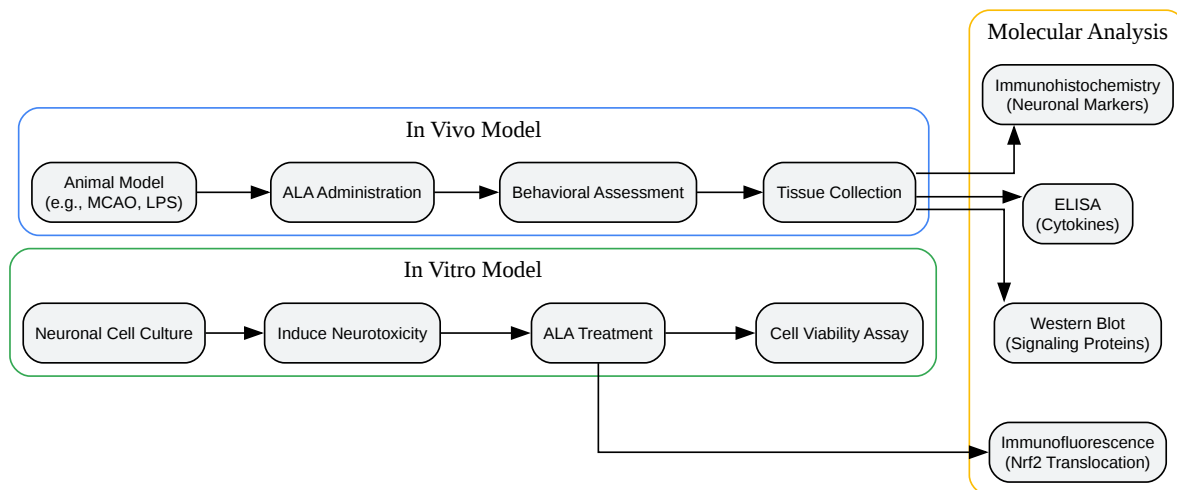 Molecular Analysis
Immunohistochemistry
(Neuronal Markers)
In Vivo Model
Animal Model
(e.g., MCAO, LPS)
ALA Administration
Behavioral Assessment
Tissue Collection
ELISA
(Cytokines)
In Vitro Model
Neuronal Cell Culture
Induce Neurotoxicity
ALA Treatment
Cell Viability Assay
Western Blot
(Signaling Proteins)
Immunofluorescence
(Nrf2 Translocation)